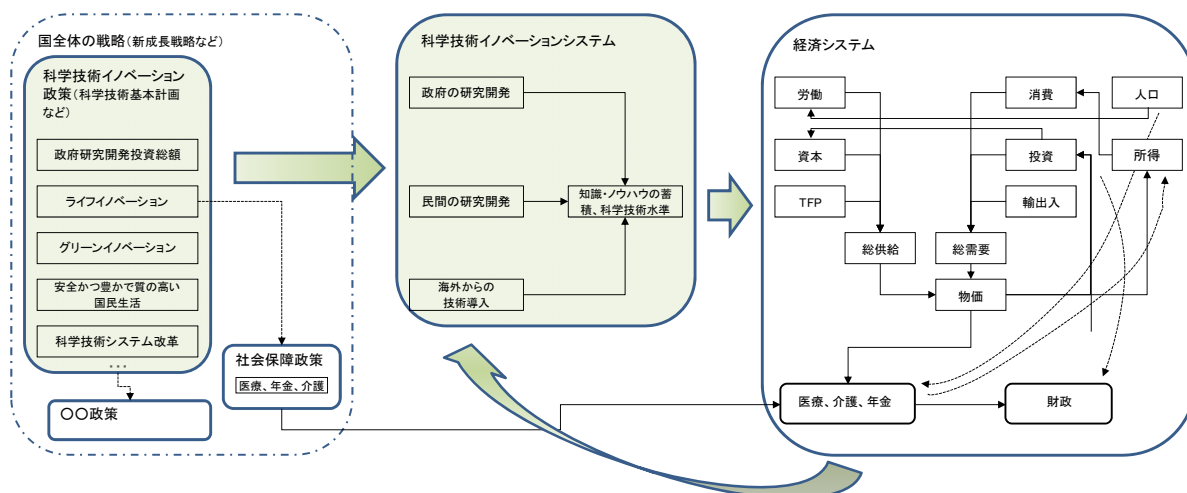 国全体の戦略(新成長戦略など)
科学技術イノベーション
政策(科学技術基本計画
など)
政府研究開発投資総額
ライフイノベーション
グリーンイノベーション
安全かつ豊かで質の高い
国民生活
科学技術システム改革
・・・
〇〇政策
社会保障政策
医療、年金、介護
科学技術イノベーションシステム
政府の研究開発
民間の研究開発
海外からの
技術導入
知識・ノウハウの蓄
積、科学技術水準
経済システム
労働
消費
人口
資本
投資
所得
TFP
輸出入
総供給
総需要
物価
医療、介護、年金
財政